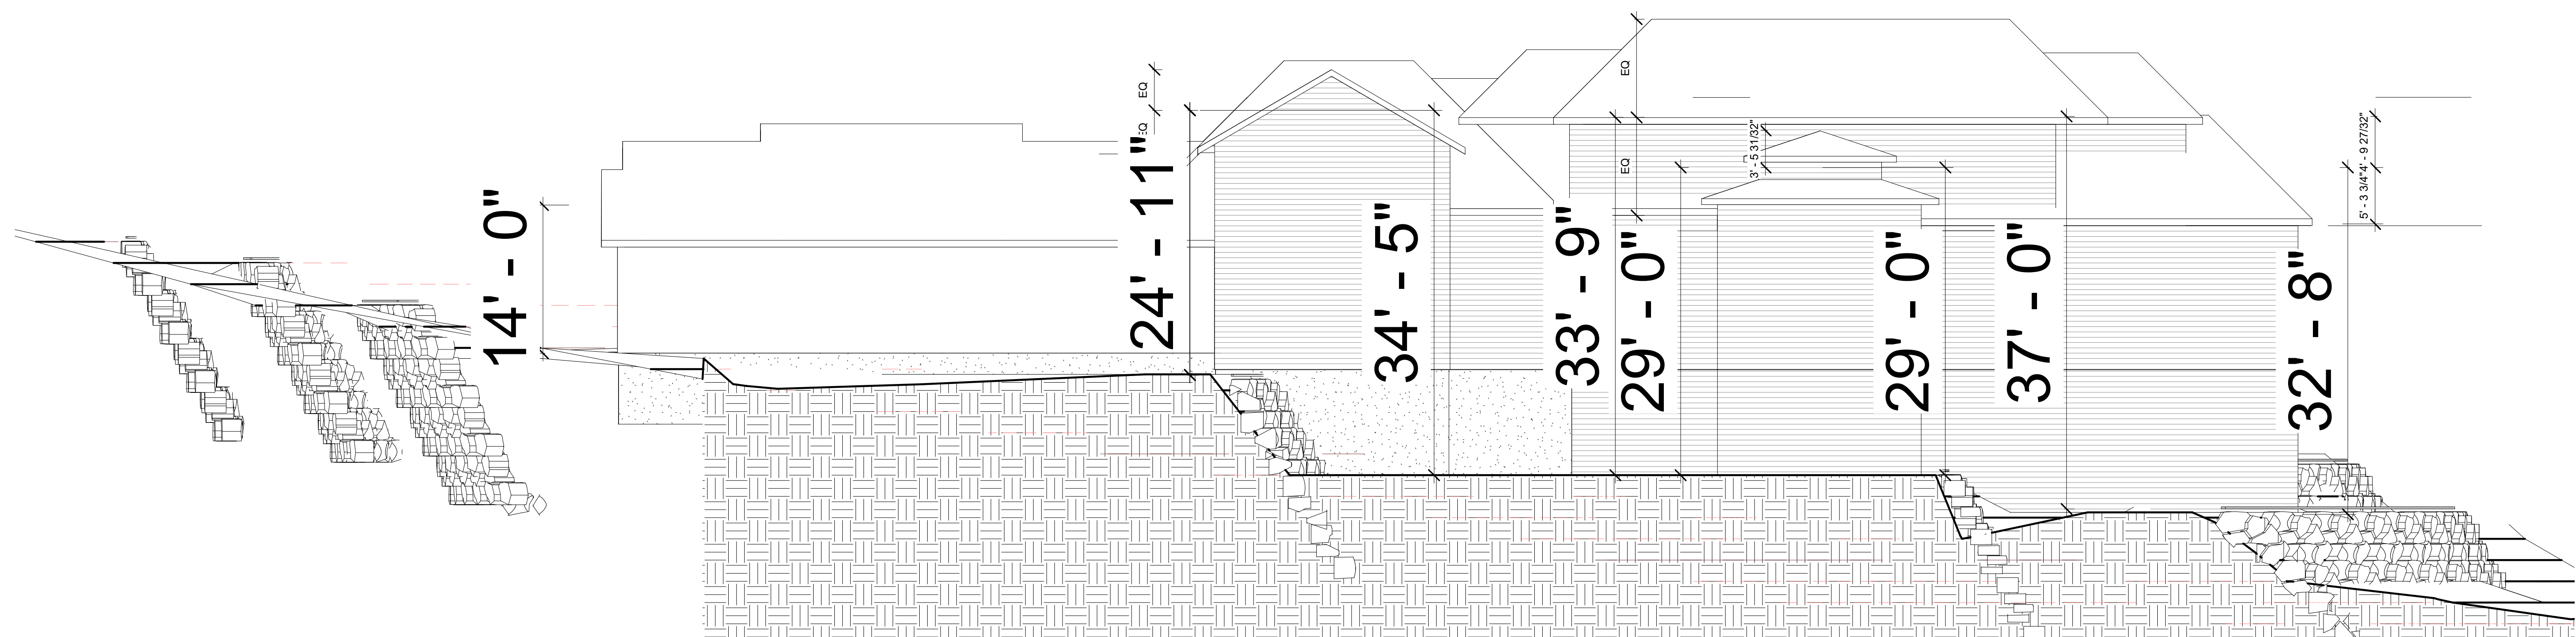 14' - 0"
EQ
EQ
24' - 11"
34' - 5"
33' - 9"
EQ
EQ
29' - 0"
3' - 5 31/32"
29' - 0"
37' - 0"
32' - 8"
4' - 9 27/32"
5' - 3 3/4"